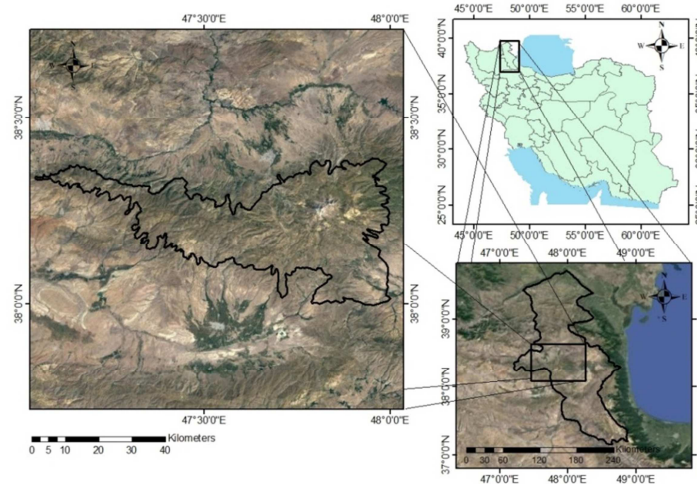 47°30'0"E 48°0'0"E
N
38°30'0"N 38°30'0"N
38°0'0"N 38°0'0"N
47°30'0"E 48°0'0"E
0 5 10 20 30 40 Kilometers
45°0'0"E 50°0'0"E 55°0'0"E 60°0'0"E
40°0'0"N
35°0'0"N
30°0'0"N
25°0'0"N
N
W E
S
45°0'0"E 50°0'0"E 55°0'0"E 60°0'0"E
47°0'0"E 48°0'0"E 49°0'0"E
N
E
S
39°0'0"N
38°0'0"N
37°0'0"N
0 30 60 120 180 240 Kilometers
47°0'0"E 48°0'0"E 49°0'0"E